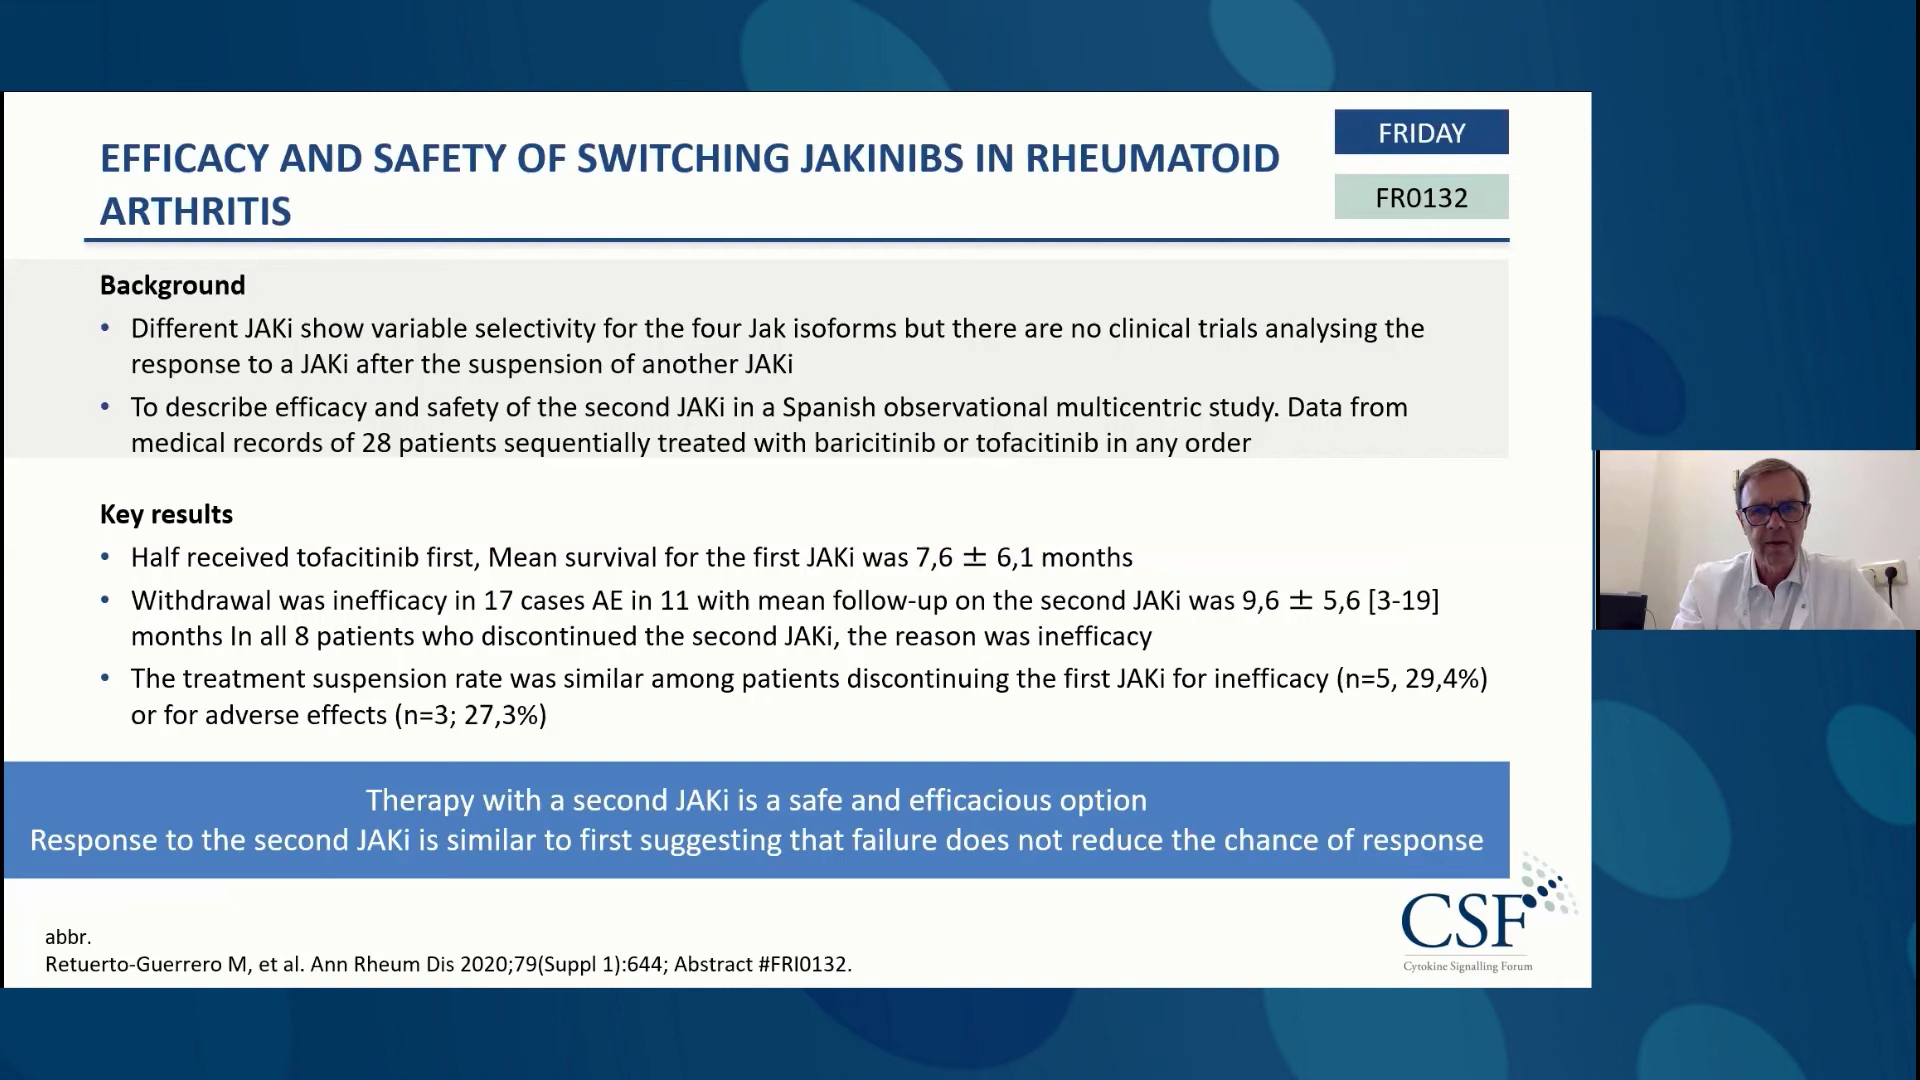 EFFICACY AND SAFETY OF SWITCHING JAKINIBS IN RHEUMATOID
ARTHRITIS
FRIDAY
FR0132
Background
• Different JAKi show variable selectivity for the four Jak isoforms but there are no clinical trials analysing the
response to a JAKi after the suspension of another JAKi
• To describe efficacy and safety of the second JAKi in a Spanish observational multicentric study. Data from
medical records of 28 patients sequentially treated with baricitinib or tofacitinib in any order
Key results
• Half received tofacitinib first, Mean survival for the first JAKi was 7,6 ± 6,1 months
• Withdrawal was inefficacy in 17 cases AE in 11 with mean follow-up on the second JAKi was 9,6 ± 5,6 [3-19]
months In all 8 patients who discontinued the second JAKi, the reason was inefficacy
• The treatment suspension rate was similar among patients discontinuing the first JAKi for inefficacy (n=5, 29,4%)
or for adverse effects (n=3; 27,3%)
Therapy with a second JAKi is a safe and efficacious option
Response to the second JAKi is similar to first suggesting that failure does not reduce the chance of response
abbr.
Retuerto-Guerrero M, et al. Ann Rheum Dis 2020;79(Suppl 1):644; Abstract #FRI0132.
CSF
Cytokine Signalling Forum